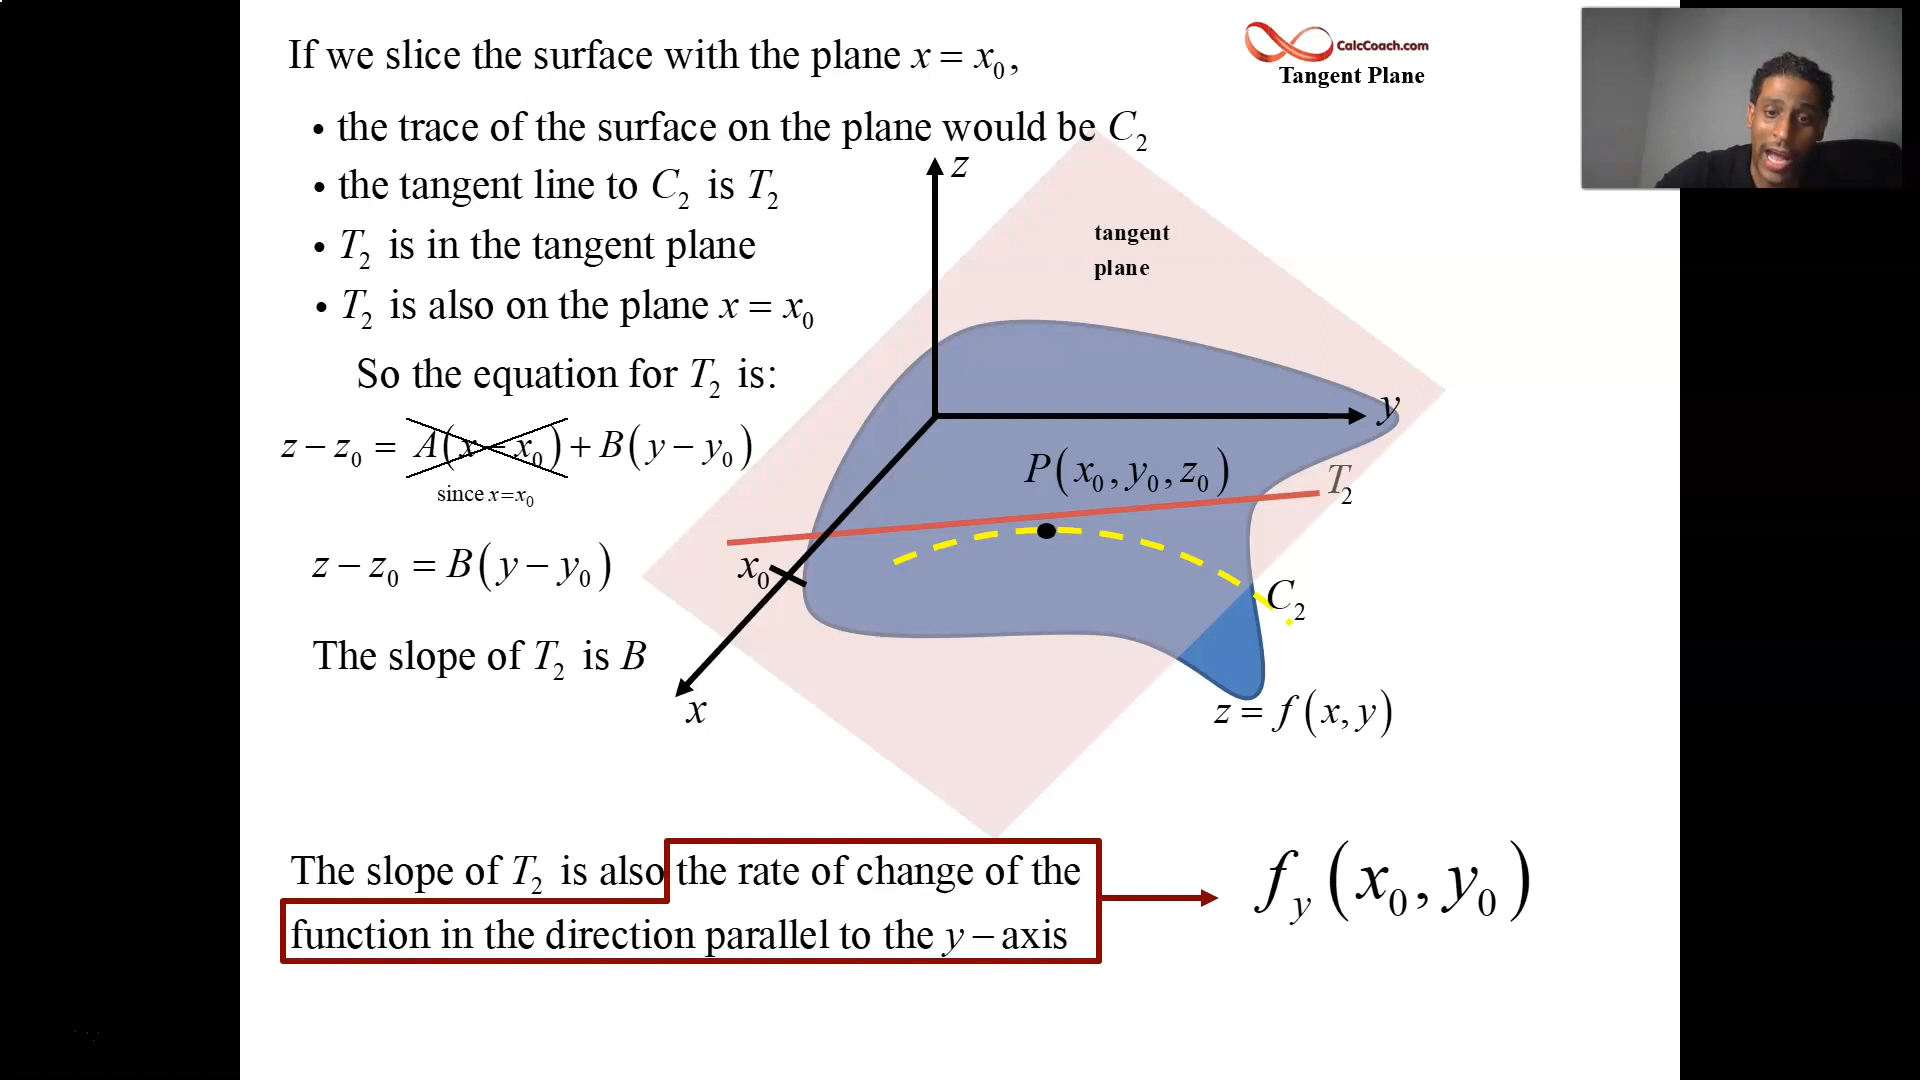 If we slice the surface with the plane x = x₀,
CalcCoach.com
Tangent Plane
• the trace of the surface on the plane would be C₂
• the tangent line to C₂ is T₂
• T₂ is in the tangent plane
• T₂ is also on the plane x = x₀
So the equation for T₂ is:
z − z₀ = A(x − x₀) + B(y − y₀)
since x=x₀
z − z₀ = B(y − y₀)
The slope of T₂ is B
z
tangent
plane
y
P(x₀, y₀, z₀)
T₂
x₀
C₂
x
z = f(x, y)
The slope of T₂ is also the rate of change of the
function in the direction parallel to the y − axis
f_y(x₀, y₀)